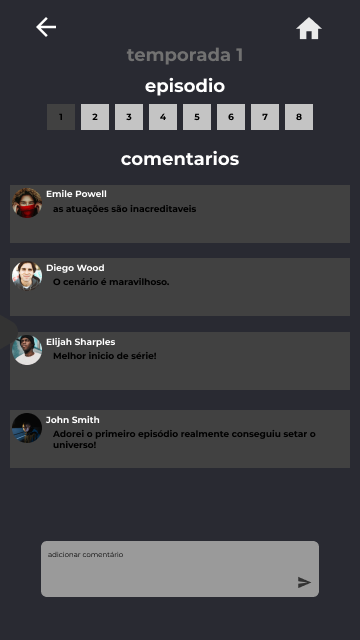 temporada 1
episodio
1 2 3 4 5 6 7 8
comentarios
Emile Powell
as atuações são inacreditaveis
Diego Wood
O cenário é maravilhoso.
Elijah Sharples
Melhor inicio de série!
John Smith
Adorei o primeiro episódio realmente conseguiu setar o
universo!
adicionar comentário